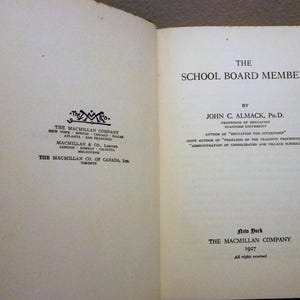 THE MACMILLAN COMPANY
NEW YORK · BOSTON · CHICAGO · DALLAS
ATLANTA · SAN FRANCISCO
MACMILLAN & CO., LIMITED
LONDON · BOMBAY · CALCUTTA
MELBOURNE
THE MACMILLAN CO. OF CANADA, LTD.
TORONTO
THE
SCHOOL BOARD MEMBE
BY
JOHN C. ALMACK, PH.D.
PROFESSOR OF EDUCATION
STANFORD UNIVERSITY
AUTHOR OF "EDUCATION FOR CITIZENSHIP"
JOINT AUTHOR OF "PROBLEMS OF THE TEACHING PROFESSION"
"ADMINISTRATION OF CONSOLIDATED AND VILLAGE SCHOOLS"
New York
THE MACMILLAN COMPANY
1927
All rights reserved